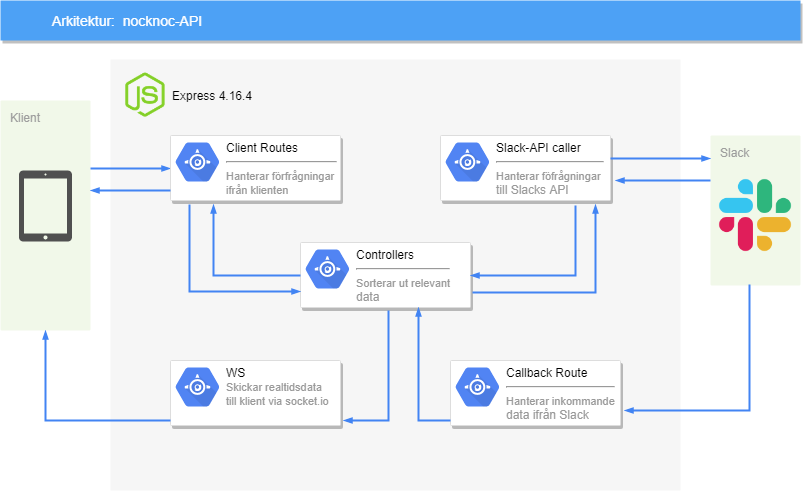 Arkitektur: nocknoc-API
JS
Express 4.16.4
Klient
Client Routes
Hanterar förfrågningar
ifrån klienten
Slack-API caller
Hanterar förfrågningar
till Slacks API
Slack
Controllers
Sorterar ut relevant
data
WS
Skickar realtidsdata
till klient via socket.io
Callback Route
Hanterar inkommande
data ifrån Slack